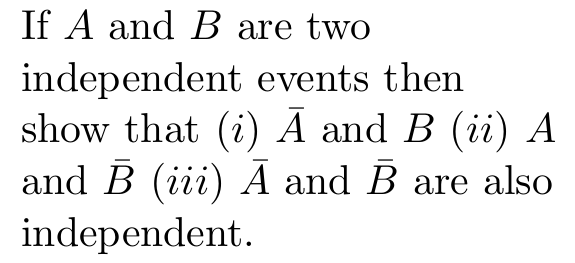 If A and B are two
independent events then
show that (i) Ā and B (ii) A
and B̄ (iii) Ā and B̄ are also
independent.